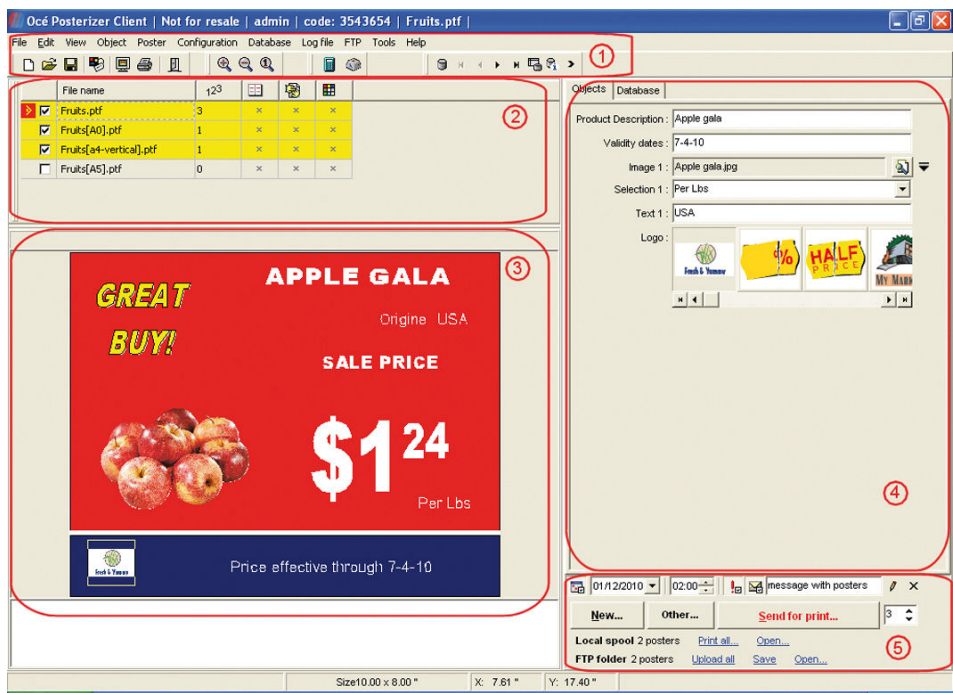 Océ Posterizer Client | Not for resale | admin | code: 3543654 | Fruits.ptf |
File Edit View Object Poster Configuration Database Log file FTP Tools Help
1
File name 123
Fruits.ptf 3 × × ×
Fruits[A0].ptf 1 × × ×
Fruits[a4-vertical].ptf 1 × × ×
Fruits[A5].ptf 0 × × ×
2
GREAT
BUY!
APPLE GALA
Origine USA
SALE PRICE
$1 24
Per Lbs
Fresh & Yummy
Price effective through 7-4-10
3
Objects Database
Product Description : Apple gala
Validity dates : 7-4-10
Image 1 : Apple gala.jpg
Selection 1 : Per Lbs
Text 1 : USA
Logo :
Fresh & Yummy
%
HALF
PRICE
MY MARK
4
01/12/2010 02:00 message with posters
New... Other... Send for print... 3
Local spool 2 posters Print all... Open...
FTP folder 2 posters Upload all Save Open...
5
Size10.00 x 8.00 " X: 7.61 " Y: 17.40 "